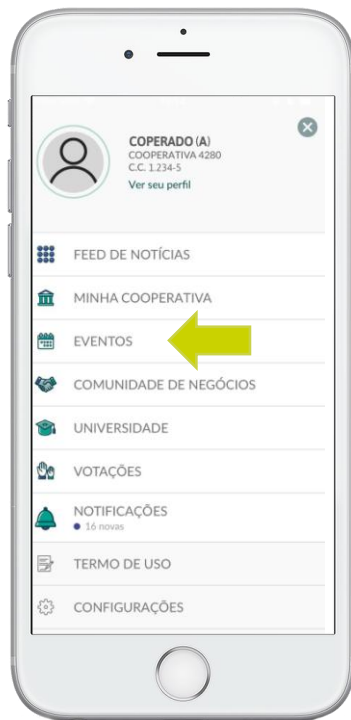 COPERADO (A)
COOPERATIVA 4280
C.C. 1.234-5
Ver seu perfil
FEED DE NOTÍCIAS
MINHA COOPERATIVA
EVENTOS
COMUNIDADE DE NEGÓCIOS
UNIVERSIDADE
VOTAÇÕES
NOTIFICAÇÕES
16 novas
TERMO DE USO
CONFIGURAÇÕES